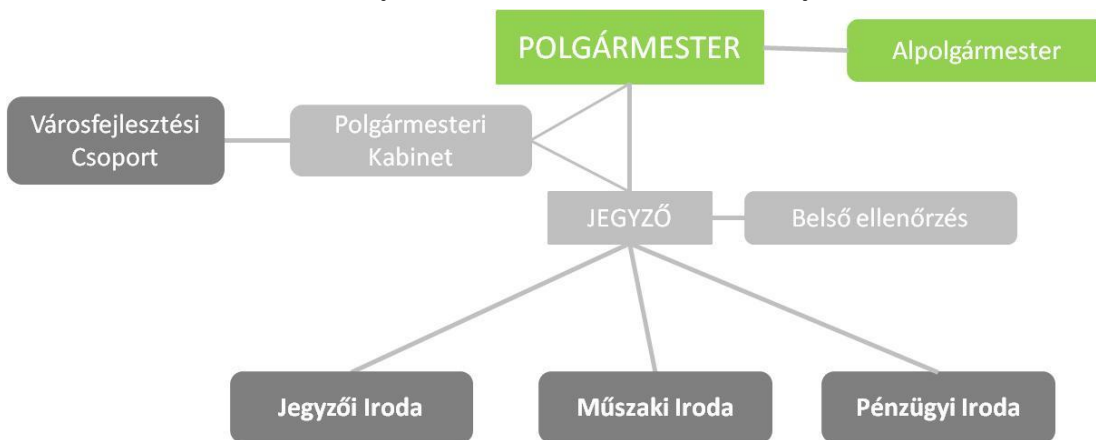 POLGÁRMESTER
Alpolgármester
Városfejlesztési
Csoport
Polgármesteri
Kabinet
JEGYZŐ
Belső ellenőrzés
Jegyzői Iroda
Műszaki Iroda
Pénzügyi Iroda